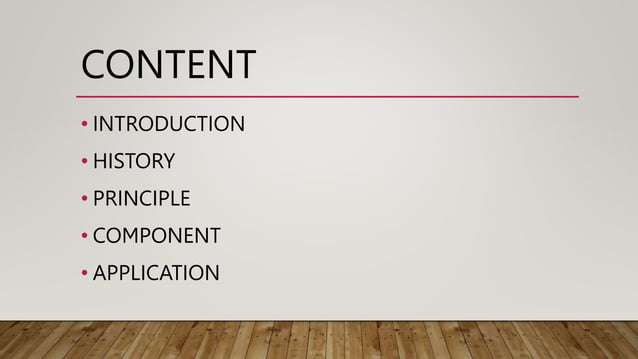 CONTENT
• INTRODUCTION
• HISTORY
• PRINCIPLE
• COMPONENT
• APPLICATION